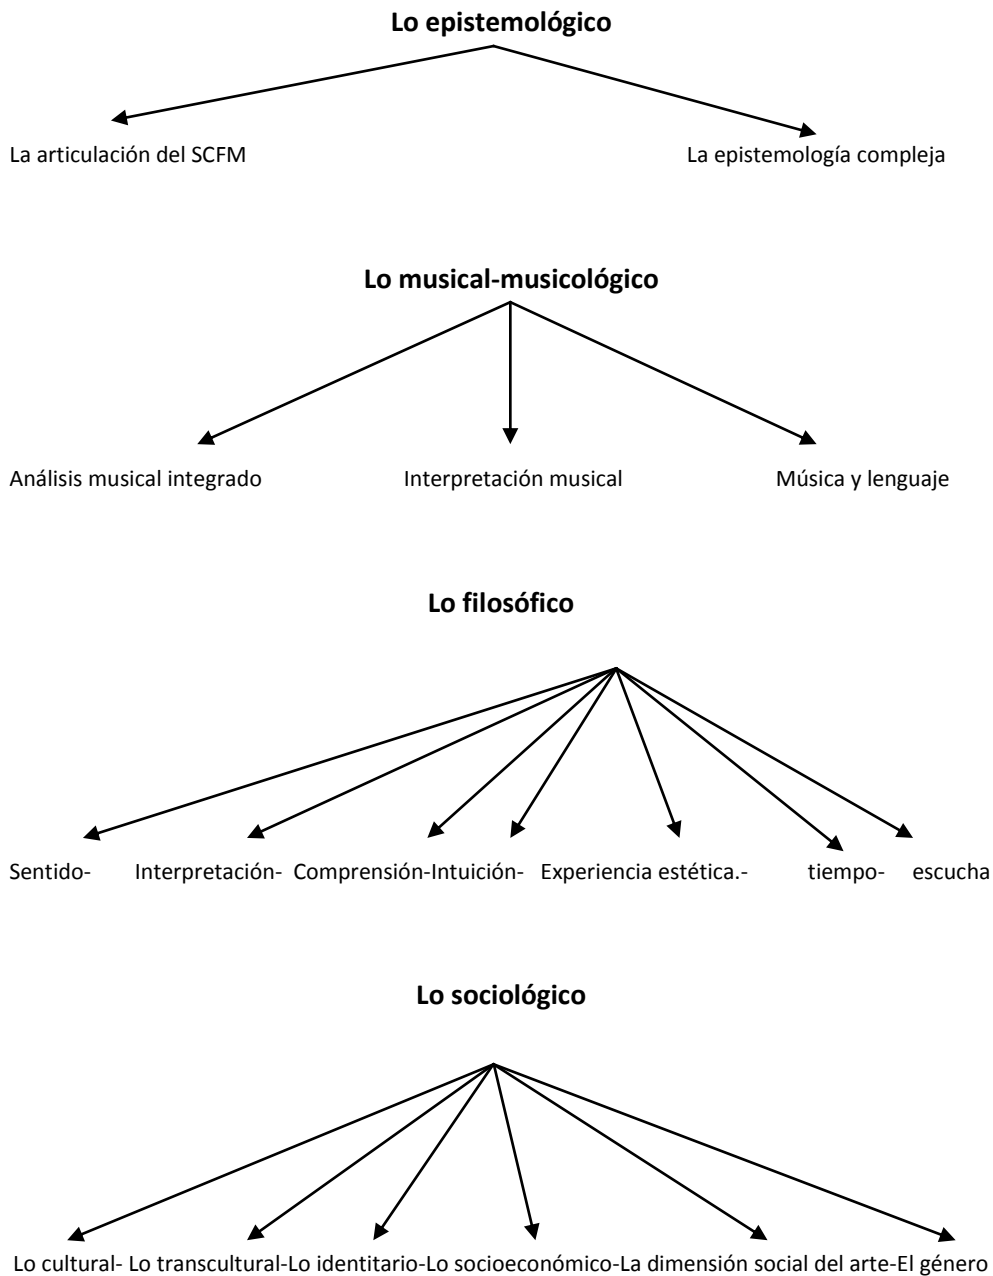 Lo epistemológico
La articulación del SCFM La epistemología compleja
Lo musical-musicológico
Análisis musical integrado Interpretación musical Música y lenguaje
Lo filosófico
Sentido- Interpretación- Comprensión-Intuición- Experiencia estética.- tiempo- escucha
Lo sociológico
Lo cultural- Lo transcultural-Lo identitario-Lo socioeconómico-La dimensión social del arte-El género